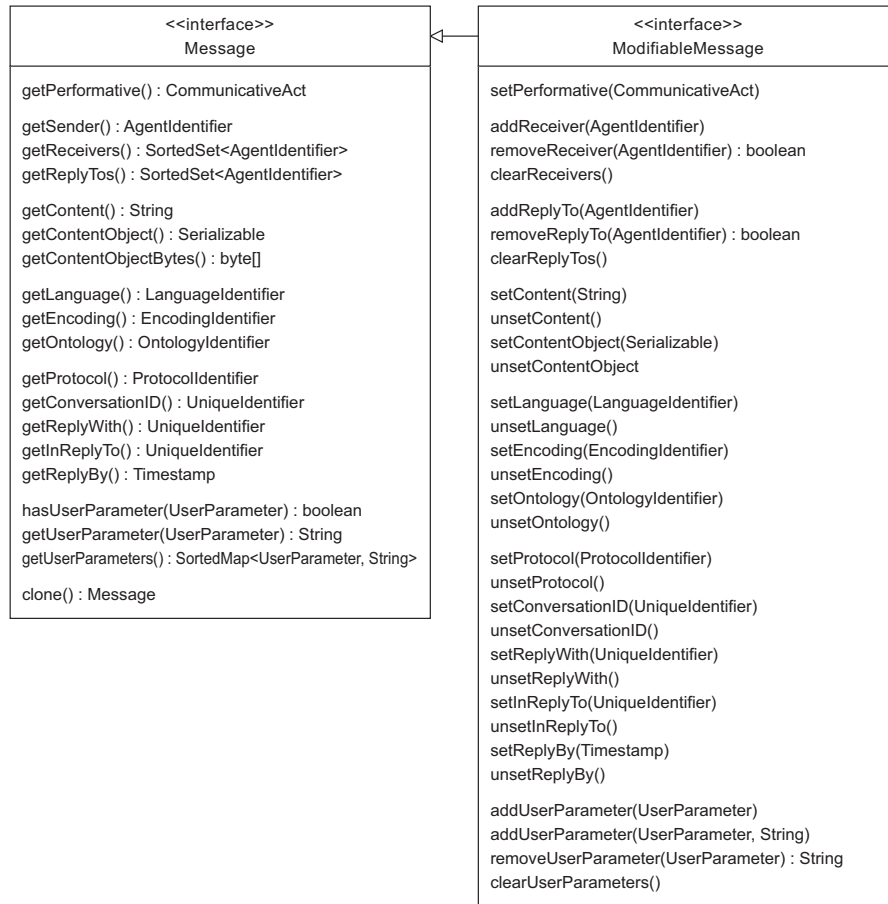 <<interface>>
Message
getPerformative() : CommunicativeAct
getSender() : AgentIdentifier
getReceivers() : SortedSet<AgentIdentifier>
getReplyTos() : SortedSet<AgentIdentifier>
getContent() : String
getContentObject() : Serializable
getContentObjectBytes() : byte[]
getLanguage() : LanguageIdentifier
getEncoding() : EncodingIdentifier
getOntology() : OntologyIdentifier
getProtocol() : ProtocolIdentifier
getConversationID() : UniqueIdentifier
getReplyWith() : UniqueIdentifier
getInReplyTo() : UniqueIdentifier
getReplyBy() : Timestamp
hasUserParameter(UserParameter) : boolean
getUserParameter(UserParameter) : String
getUserParameters() : SortedMap<UserParameter, String>
clone() : Message
<<interface>>
ModifiableMessage
setPerformative(CommunicativeAct)
addReceiver(AgentIdentifier)
removeReceiver(AgentIdentifier) : boolean
clearReceivers()
addReplyTo(AgentIdentifier)
removeReplyTo(AgentIdentifier) : boolean
clearReplyTos()
setContent(String)
unsetContent()
setContentObject(Serializable)
unsetContentObject
setLanguage(LanguageIdentifier)
unsetLanguage()
setEncoding(EncodingIdentifier)
unsetEncoding()
setOntology(OntologyIdentifier)
unsetOntology()
setProtocol(ProtocolIdentifier)
unsetProtocol()
setConversationID(UniqueIdentifier)
unsetConversationID()
setReplyWith(UniqueIdentifier)
unsetReplyWith()
setInReplyTo(UniqueIdentifier)
unsetInReplyTo()
setReplyBy(Timestamp)
unsetReplyBy()
addUserParameter(UserParameter)
addUserParameter(UserParameter, String)
removeUserParameter(UserParameter) : String
clearUserParameters()